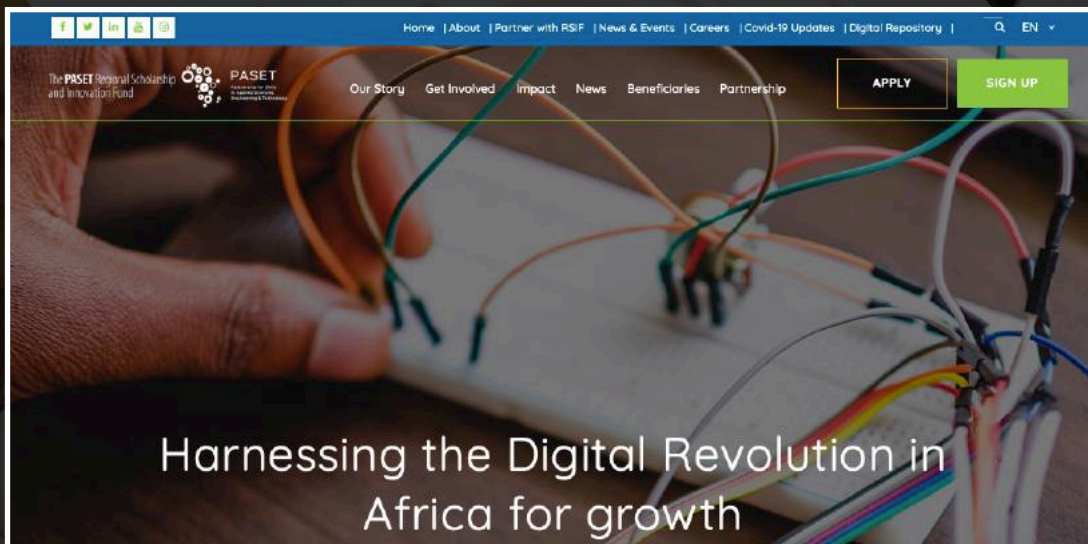 Home | About | Partner with RSIF | News & Events | Careers | Covid-19 Updates | Digital Repository | EN
The PASET Regional Scholarship
and Innovation Fund
PASET
Our Story Get Involved Impact News Beneficiaries Partnership
APPLY
SIGN UP
Harnessing the Digital Revolution in
Africa for growth